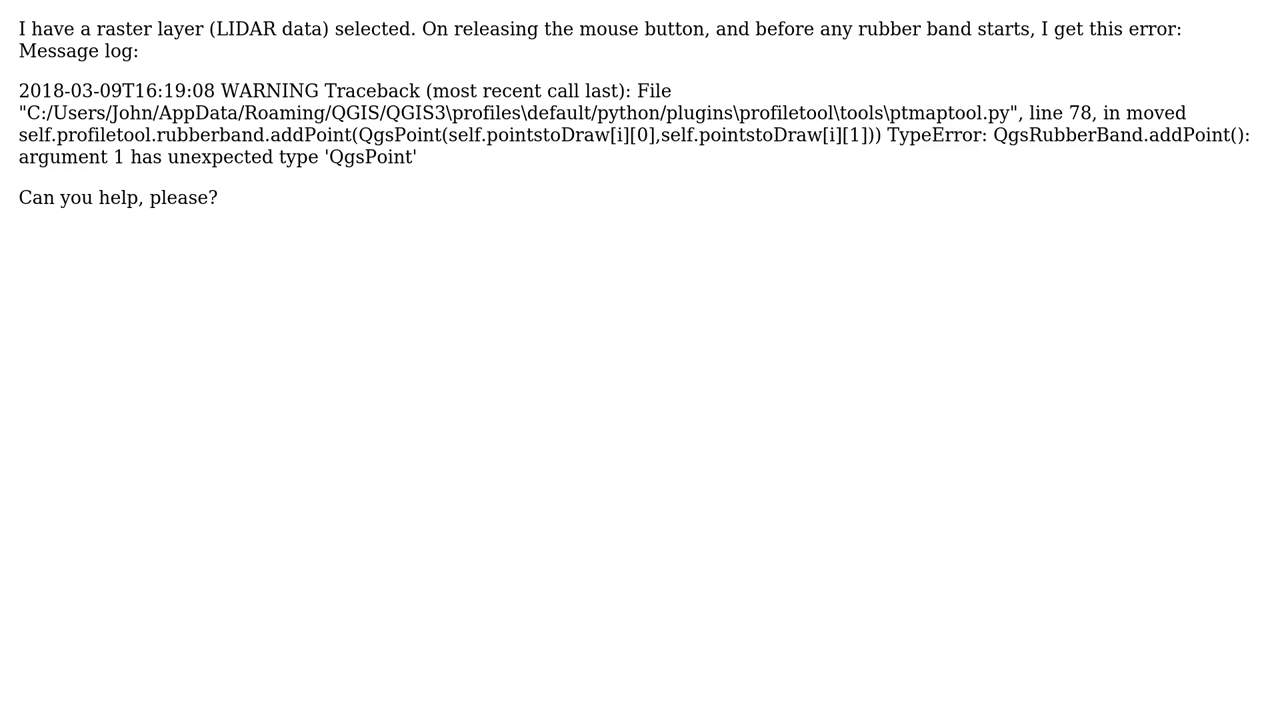 I have a raster layer (LIDAR data) selected. On releasing the mouse button, and before any rubber band starts, I get this error:
Message log:
2018-03-09T16:19:08 WARNING Traceback (most recent call last): File
"C:/Users/John/AppData/Roaming/QGIS/QGIS3\profiles\default/python/plugins\profiletool\tools\ptmaptool.py", line 78, in moved
self.profiletool.rubberband.addPoint(QgsPoint(self.pointstoDraw[i][0],self.pointstoDraw[i][1])) TypeError: QgsRubberBand.addPoint():
argument 1 has unexpected type 'QgsPoint'
Can you help, please?